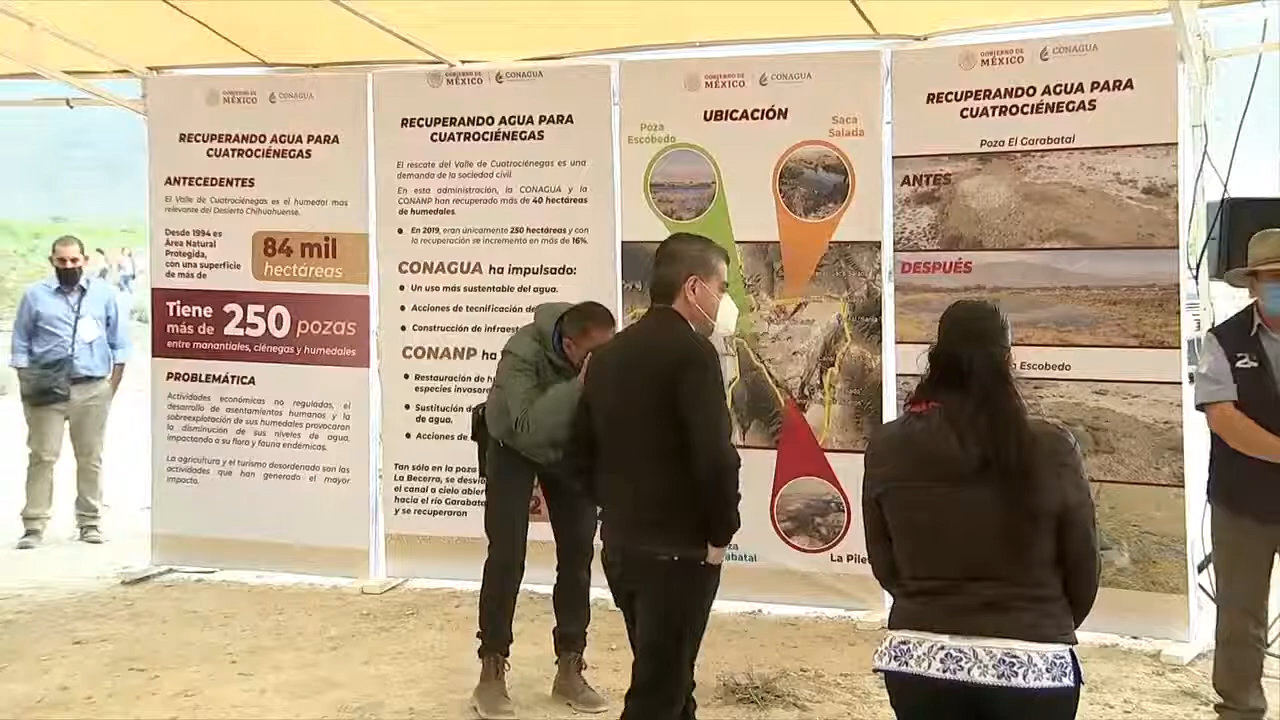 GOBIERNO DE
MÉXICO
CONAGUA
RECUPERANDO AGUA PARA
CUATROCIÉNEGAS
ANTECEDENTES
El Valle de Cuatrociénegas es el humedal mas
relevante del Desierto Chihuahuense.
Desde 1994 es
Área Natural
Protegida,
con una superficie
de más de
84 mil
hectáreas
Tiene
más de
250 pozas
entre manantiales, ciénegas y humedales
PROBLEMÁTICA
Actividades económicas no reguladas, el
desarrollo de asentamientos humanos y la
sobreexplotación de sus humedales provocaron
la disminución de sus niveles de agua,
impactando a su flora y fauna endémicas.
La agricultura y el turismo desordenado son las
actividades que han generado el mayor
impacto.
GOBIERNO DE
MÉXICO
CONAGUA
RECUPERANDO AGUA PARA
CUATROCIÉNEGAS
El rescate del Valle de Cuatrociénegas es una
demanda de la sociedad civil.
En esta administración, la CONAGUA y la
CONANP han recuperado más de 40 hectáreas
de humedales.
En 2019, eran únicamente 250 hectáreas y con
la recuperación se incremento en más de 16%.
CONAGUA ha impulsado:
Un uso más sustentable del agua.
Acciones de tecnificación de
Construcción de infraest
CONANP ha
Restauración de h
especies invasor
Sustitución d
de agua.
Acciones de
Tan sólo en la poza
La Becerra, se desvió
el canal a cielo abier
hacia el río Garabata
y se recuperaron
2
GOBIERNO DE
MÉXICO
CONAGUA
UBICACIÓN
Poza
Escobedo
Saca
Salada
za
abatal
La Pile
GOBIERNO DE
MÉXICO
CONAGUA
RECUPERANDO AGUA PARA
CUATROCIÉNEGAS
Poza El Garabatal
ANTES
DESPUÉS
Escobedo